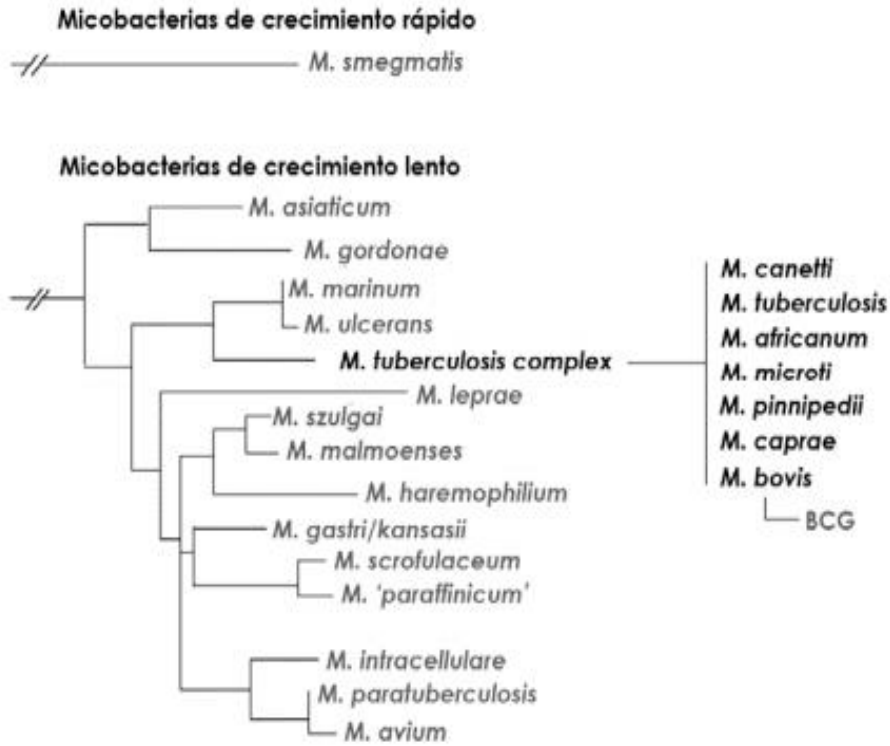 Micobacterias de crecimiento rápido
M. smegmatis
Micobacterias de crecimiento lento
M. asiaticum
M. gordonae
M. marinum
M. ulcerans
M. tuberculosis complex
M. leprae
M. szulgai
M. malmoenses
M. haremophilium
M. gastri/kansasii
M. scrofulaceum
M. 'paraffinicum'
M. intracellulare
M. paratuberculosis
M. avium
M. canetti
M. tuberculosis
M. africanum
M. microti
M. pinnipedii
M. caprae
M. bovis
BCG